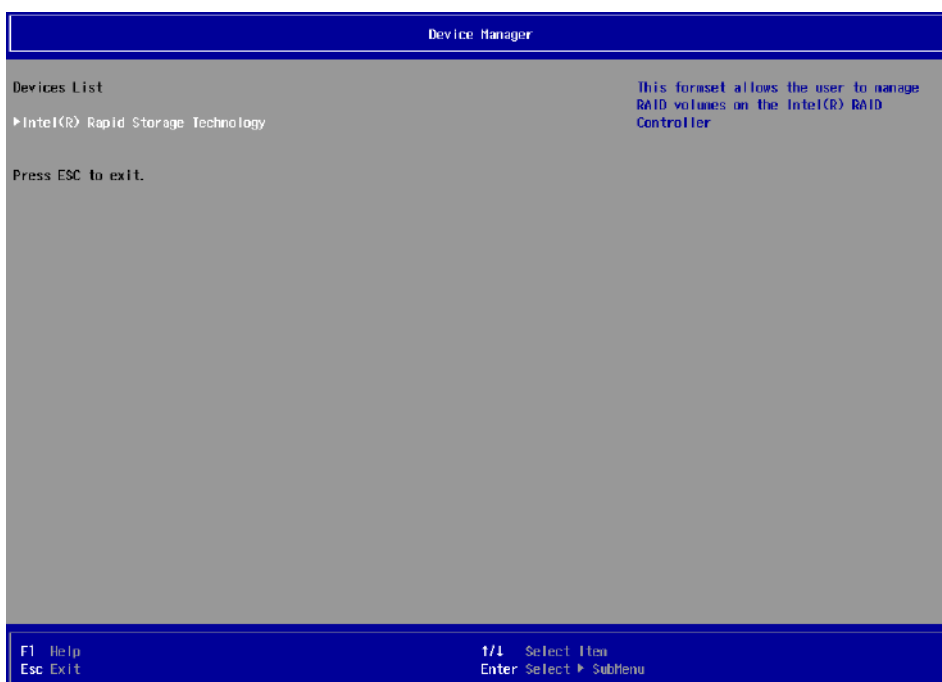 Device Manager
Devices List
▶Intel(R) Rapid Storage Technology
Press ESC to exit.
This formset allows the user to manage
RAID volumes on the Intel(R) RAID
Controller
F1 Help
Esc Exit
↑/↓ Select Item
Enter Select ▶ SubMenu